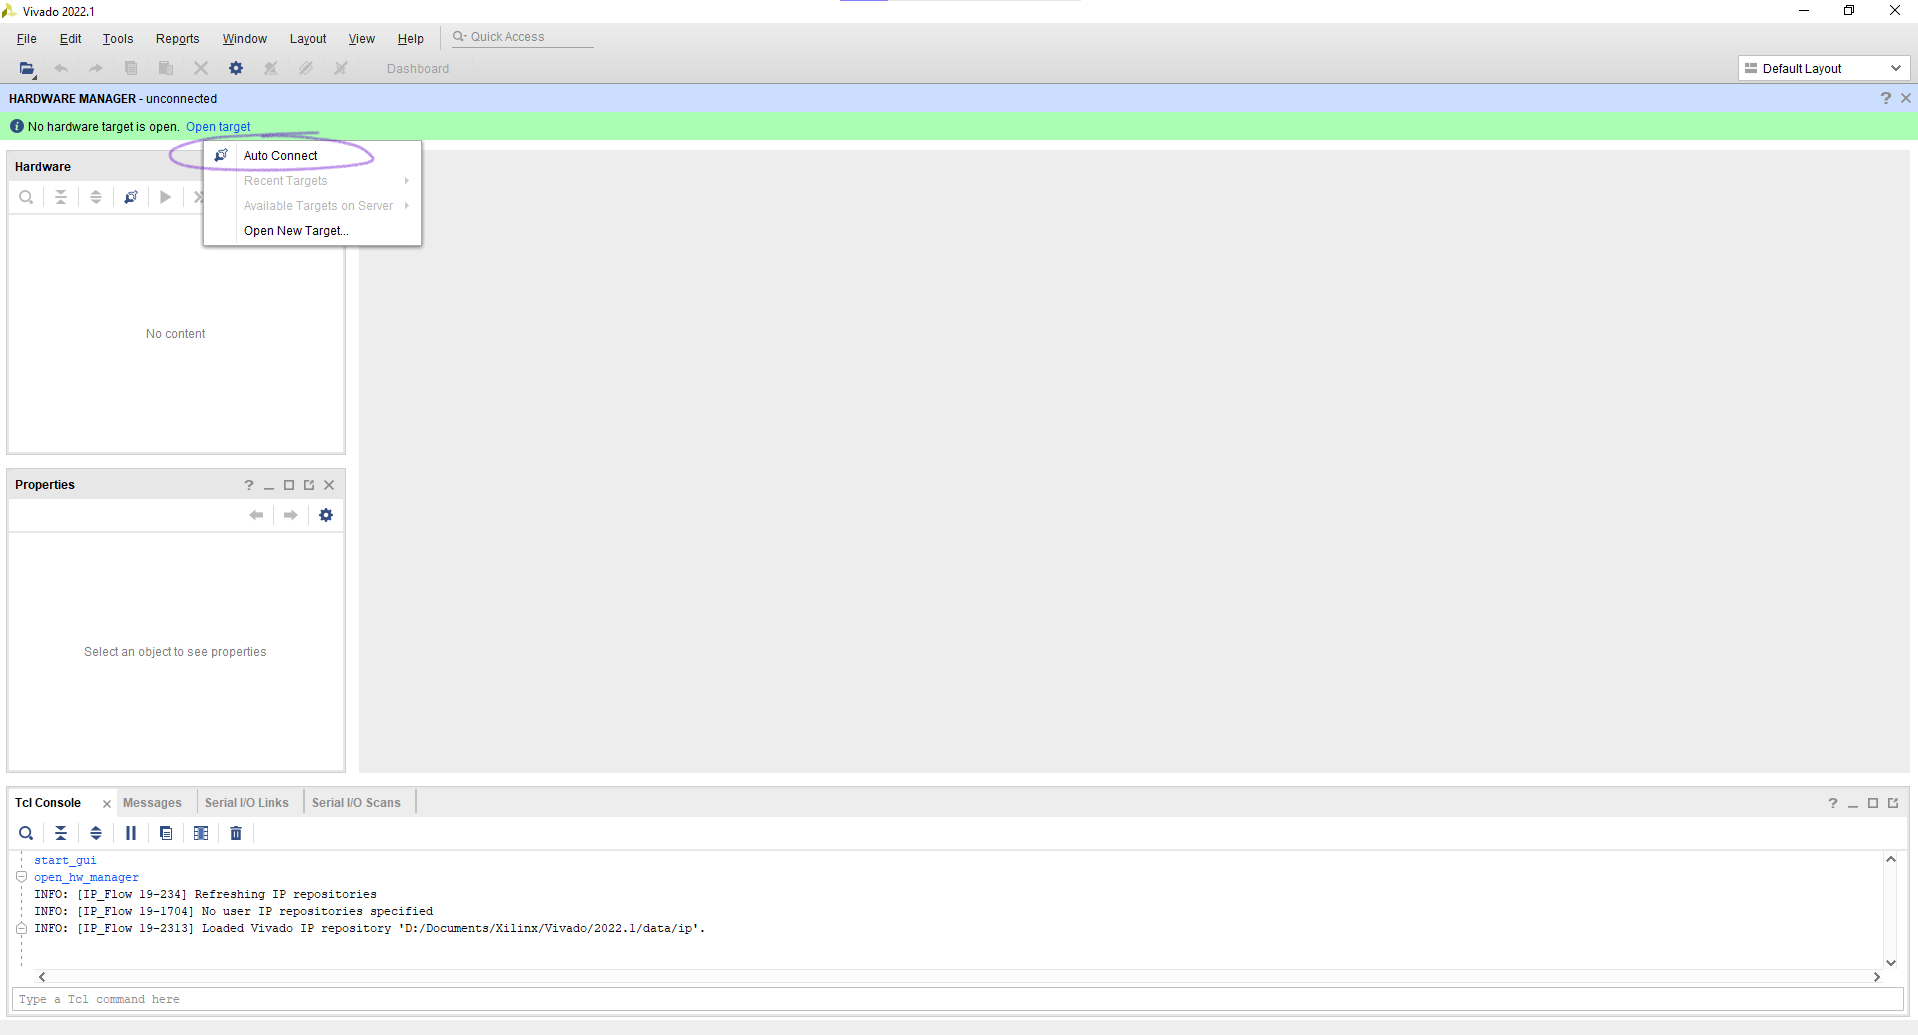 Vivado 2022.1
File Edit Tools Reports Window Layout View Help Quick Access
Dashboard Default Layout
HARDWARE MANAGER - unconnected
No hardware target is open. Open target
Auto Connect
Recent Targets
Available Targets on Server
Open New Target...
Hardware
No content
Properties
Select an object to see properties
Tcl Console Messages Serial I/O Links Serial I/O Scans
start_gui
open_hw_manager
INFO: [IP_Flow 19-234] Refreshing IP repositories
INFO: [IP_Flow 19-1704] No user IP repositories specified
INFO: [IP_Flow 19-2313] Loaded Vivado IP repository 'D:/Documents/Xilinx/Vivado/2022.1/data/ip'.
Type a Tcl command here